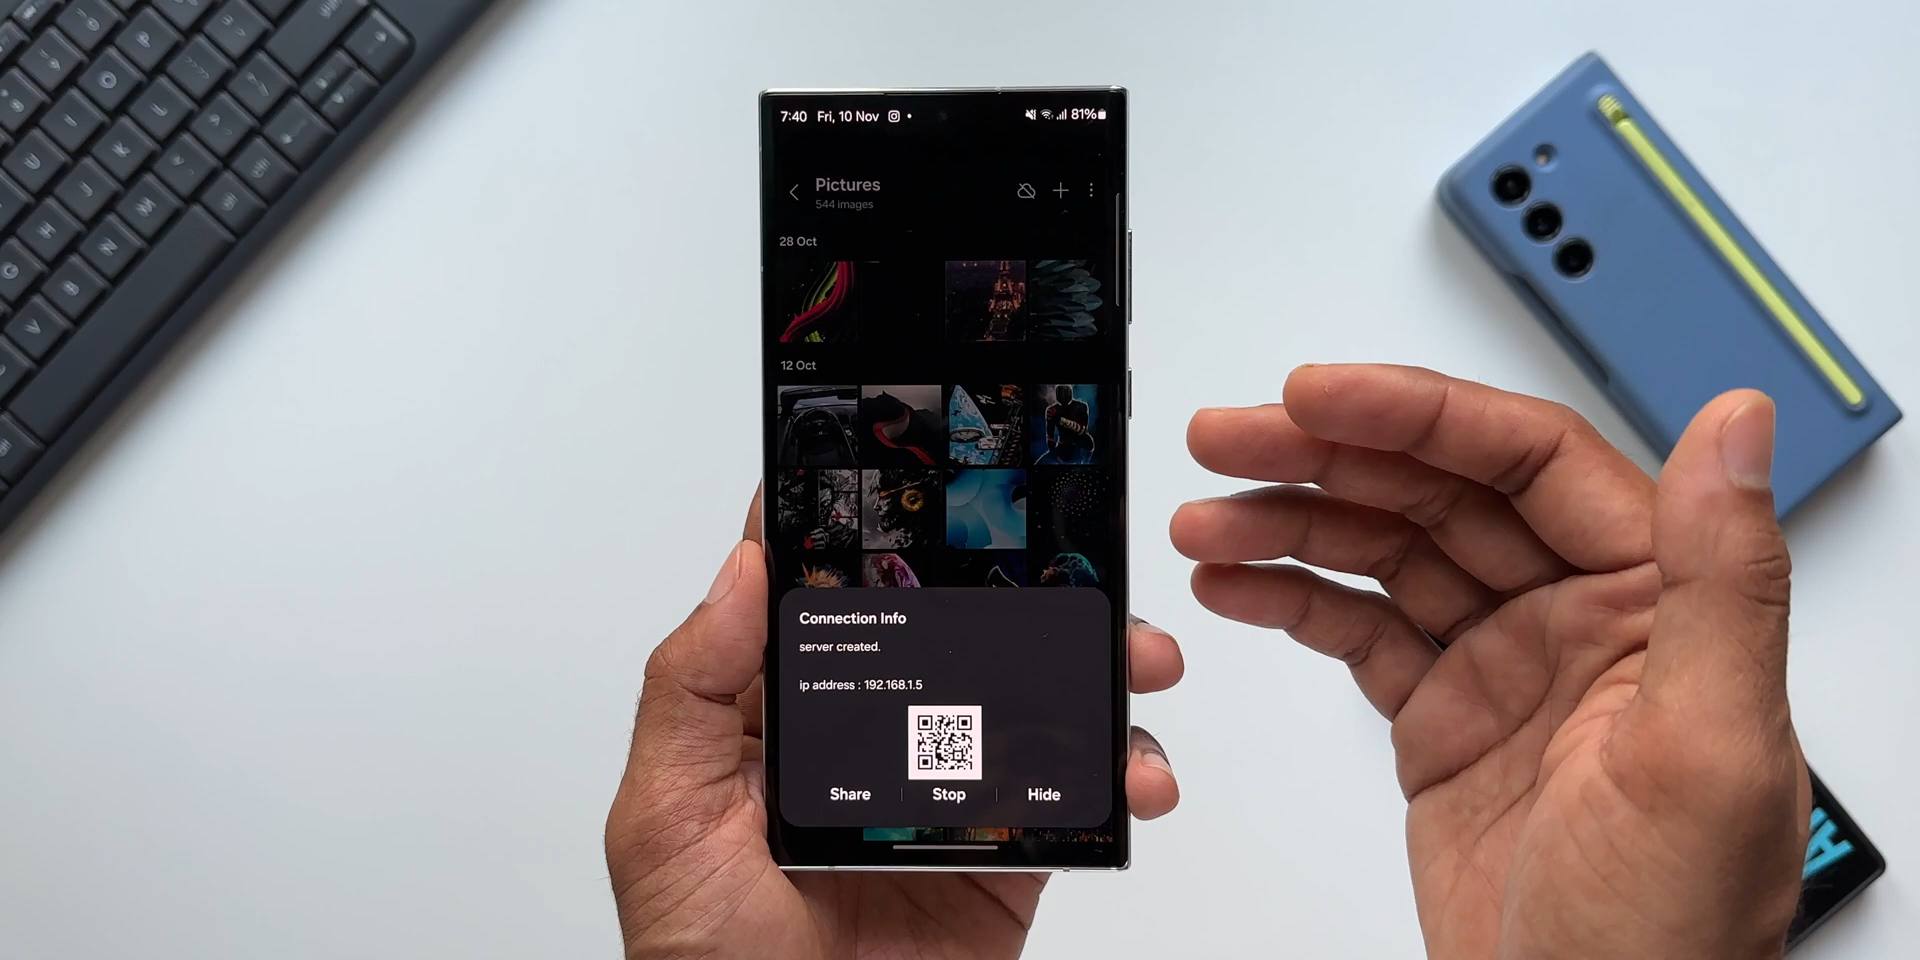 7:40 Fri, 10 Nov 81%
Pictures
544 images
28 Oct
12 Oct
Connection Info
server created.
ip address : 192.168.1.5
Share | Stop | Hide